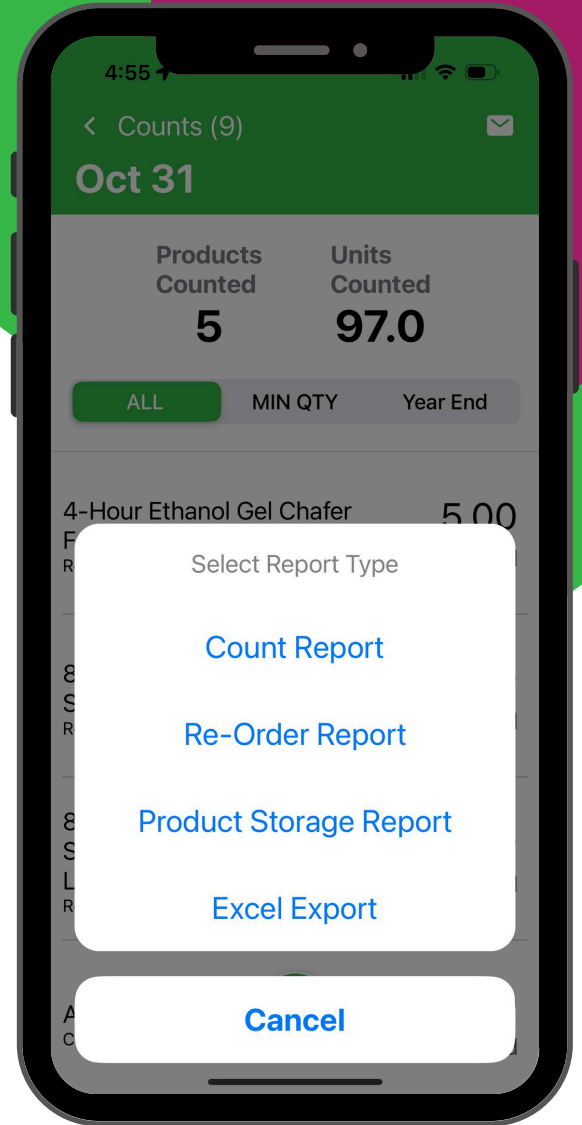 4:55
Counts (9)
Oct 31
Products Units
Counted Counted
5 97.0
ALL MIN QTY Year End
4-Hour Ethanol Gel Chafer 5.00
F
R
Select Report Type
Count Report
8
Re-Order Report
S
R
Product Storage Report
8
S
L
R
Excel Export
A
Cancel
C